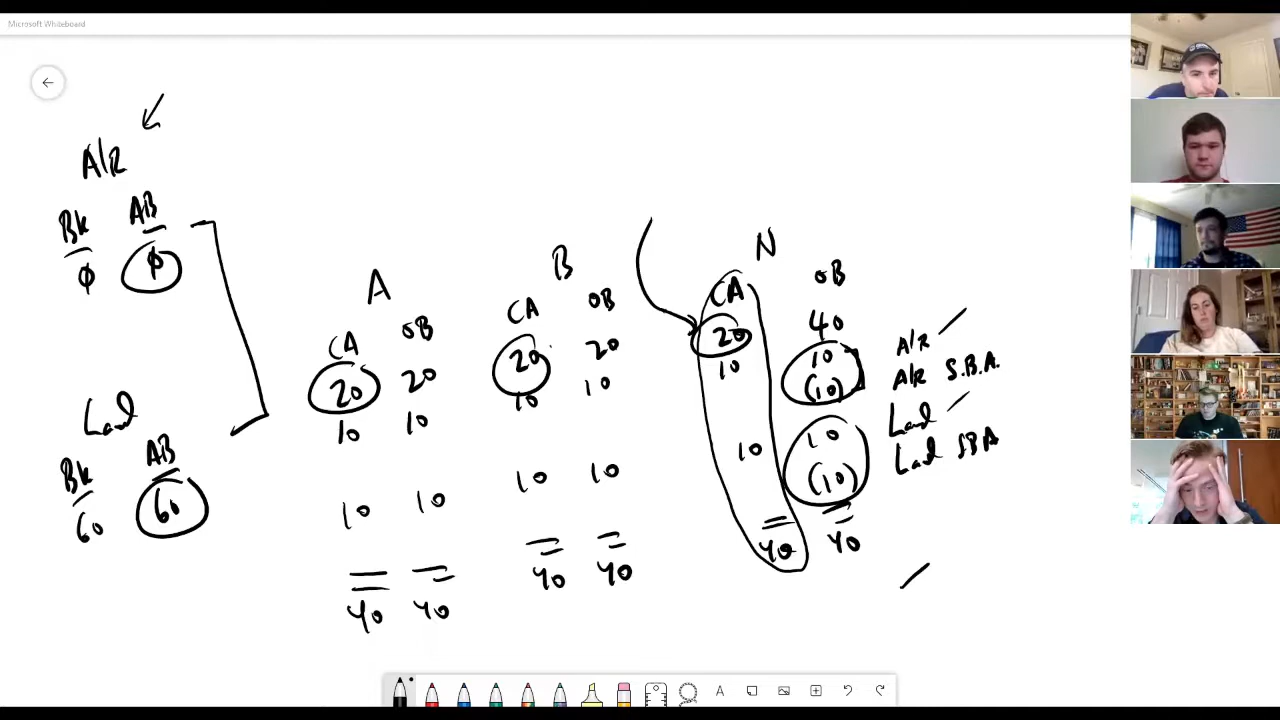 Microsoft Whiteboard
A/R
Bk AB
φ φ
Land
Bk AB
60 60
A
CA OB
20 20
10 10
10 10
40 40
B
CA OB
20 20
10 10
10 10
40 40
N
CA OB
20 40
10 10 A/R
(10) A/R S.B.A.
10 10 Land
(10) Land SBA
40 40
A